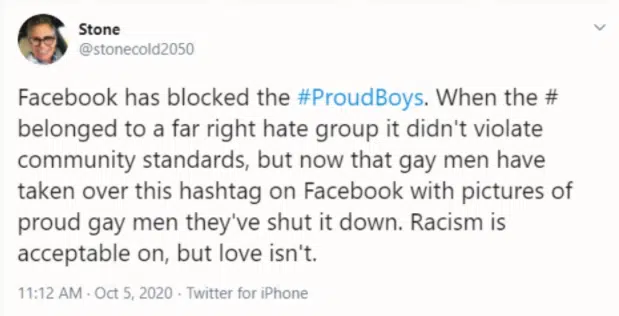 Stone
@stonecold2050
Facebook has blocked the #ProudBoys. When the #
belonged to a far right hate group it didn't violate
community standards, but now that gay men have
taken over this hashtag on Facebook with pictures of
proud gay men they've shut it down. Racism is
acceptable on, but love isn't.
11:12 AM · Oct 5, 2020 · Twitter for iPhone